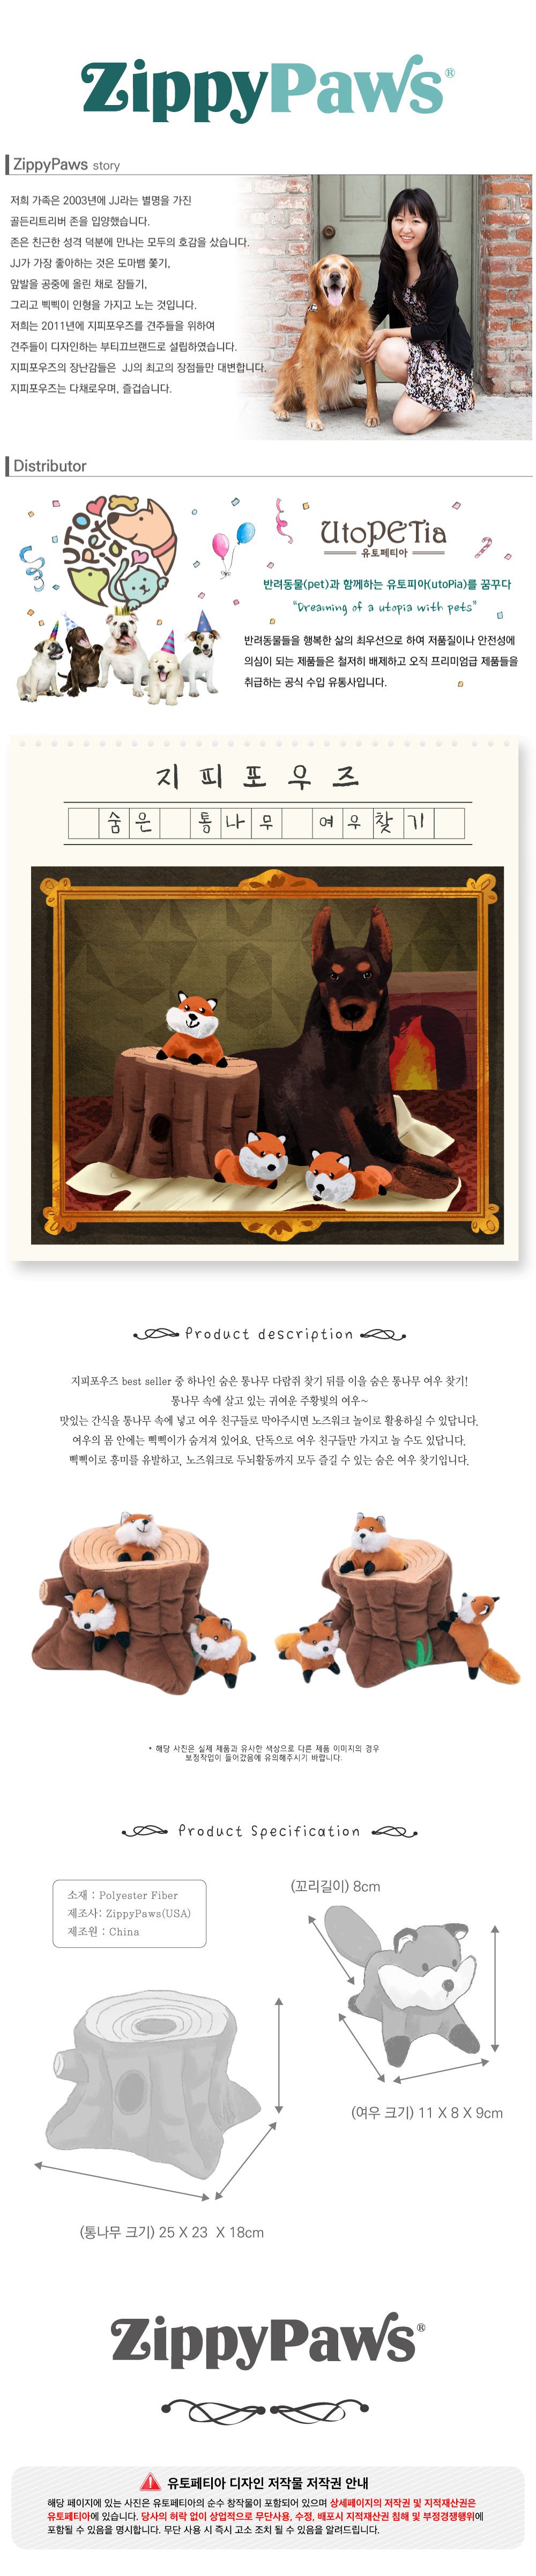 ZippyPaws®
ZippyPaws story
저희 가족은 2003년에 JJ라는 별명을 가진
골든리트리버 존을 입양했습니다.
존은 친근한 성격 덕분에 만나는 모두의 호감을 샀습니다.
JJ가 가장 좋아하는 것은 도마뱀 쫓기,
앞발을 공중에 올린 채로 잠들기,
그리고 삑삑이 인형을 가지고 노는 것입니다.
저희는 2011년에 지피포우즈를 견주들을 위하여
견주들이 디자인하는 부티끄브랜드로 설립하였습니다.
지피포우즈의 장난감들은 JJ의 최고의 장점들만 대변합니다.
지피포우즈는 다채로우며, 즐겁습니다.
Distributor
UTOPETIA
UtoPETia
유토페티아
반려동물(pet)과 함께하는 유토피아(utoPia)를 꿈꾸다
"Dreaming of a utopia with pets"
반려동물들을 행복한 삶의 최우선으로 하여 저품질이나 안전성에
의심이 되는 제품들은 철저히 배제하고 오직 프리미엄급 제품들을
취급하는 공식 수입 유통사입니다.
지피포우즈
숨은 통나무 여우찾기
Product description
지피포우즈 best seller 중 하나인 숨은 통나무 다람쥐 찾기 뒤를 이을 숨은 통나무 여우 찾기!
통나무 속에 살고 있는 귀여운 주황빛의 여우~
맛있는 간식을 통나무 속에 넣고 여우 친구들로 막아주시면 노즈워크 놀이로 활용하실 수 있답니다.
여우의 몸 안에는 삑삑이가 숨겨져 있어요. 단독으로 여우 친구들만 가지고 놀 수도 있답니다.
삑삑이로 흥미를 유발하고, 노즈워크로 두뇌활동까지 모두 즐길 수 있는 숨은 여우 찾기입니다.
* 해당 사진은 실제 제품과 유사한 색상으로 다른 제품 이미지의 경우
보정작업이 들어갔음에 유의해주시기 바랍니다.
Product Specification
소재 : Polyester Fiber
제조사: ZippyPaws(USA)
제조원 : China
(꼬리길이) 8cm
(여우 크기) 11 X 8 X 9cm
(통나무 크기) 25 X 23 X 18cm
ZippyPaws®
유토페티아 디자인 저작물 저작권 안내
해당 페이지에 있는 사진은 유토페티아의 순수 창작물이 포함되어 있으며 상세페이지의 저작권 및 지적재산권은
유토페티아에 있습니다. 당사의 허락 없이 상업적으로 무단사용, 수정, 배포시 지적재산권 침해 및 부정경쟁행위에
포함될 수 있음을 명시합니다. 무단 사용 시 즉시 고소 조치 될 수 있음을 알려드립니다.